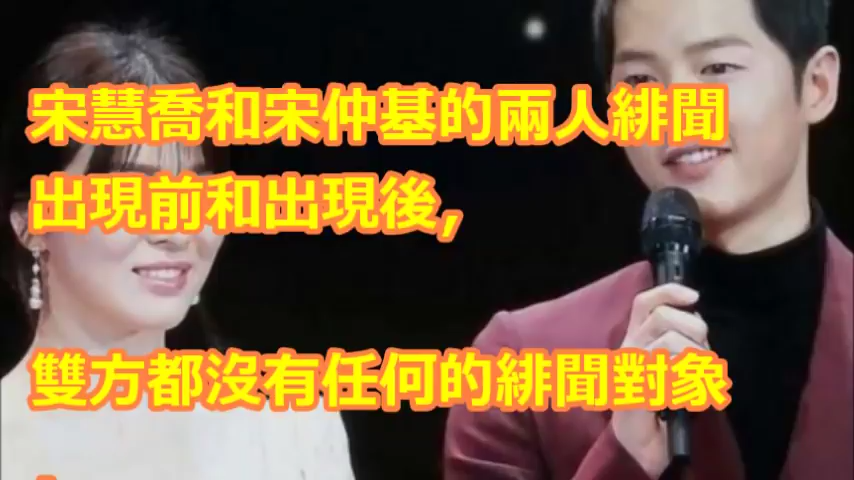 宋慧喬和宋仲基的兩人緋聞
出現前和出現後,
雙方都沒有任何的緋聞對象